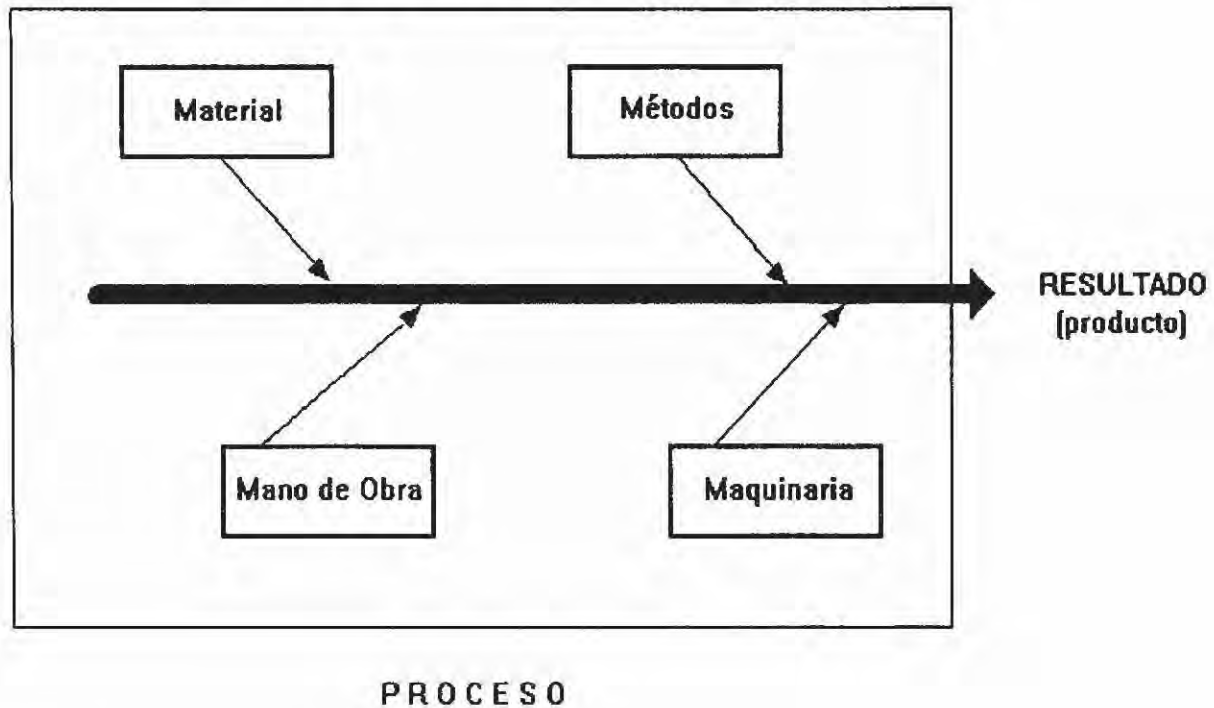 Material
Métodos
RESULTADO
(producto)
Mano de Obra
Maquinaria
PROCESO